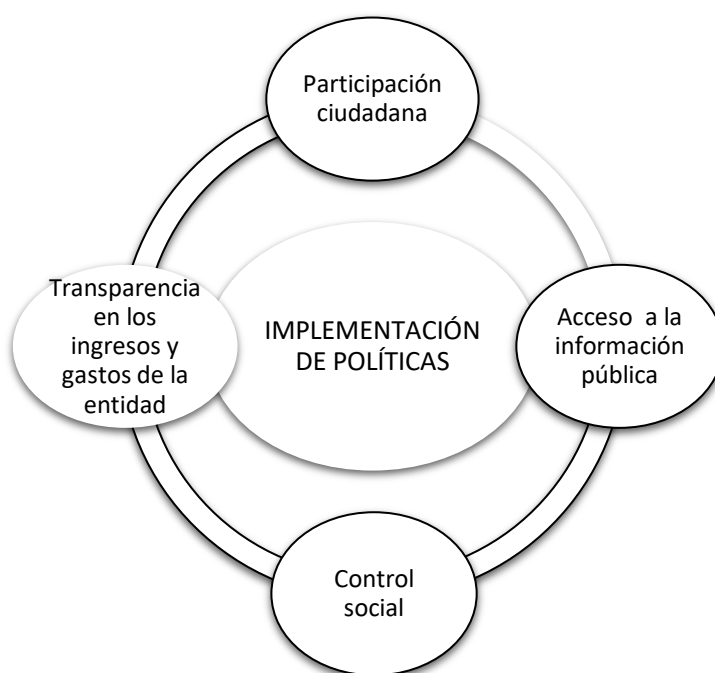 Participación
ciudadana
Transparencia
en los
ingresos y
gastos de la
entidad
IMPLEMENTACIÓN
DE POLÍTICAS
Acceso a la
información
pública
Control
social